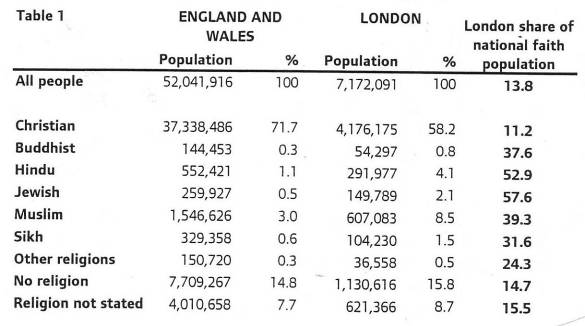 Table 1 ENGLAND AND WALES LONDON London share of national faith population
Population % Population %
All people 52,041,916 100 7,172,091 100 13.8
Christian 37,338,486 71.7 4,176,175 58.2 11.2
Buddhist 144,453 0.3 54,297 0.8 37.6
Hindu 552,421 1.1 291,977 4.1 52.9
Jewish 259,927 0.5 149,789 2.1 57.6
Muslim 1,546,626 3.0 607,083 8.5 39.3
Sikh 329,358 0.6 104,230 1.5 31.6
Other religions 150,720 0.3 36,558 0.5 24.3
No religion 7,709,267 14.8 1,130,616 15.8 14.7
Religion not stated 4,010,658 7.7 621,366 8.7 15.5